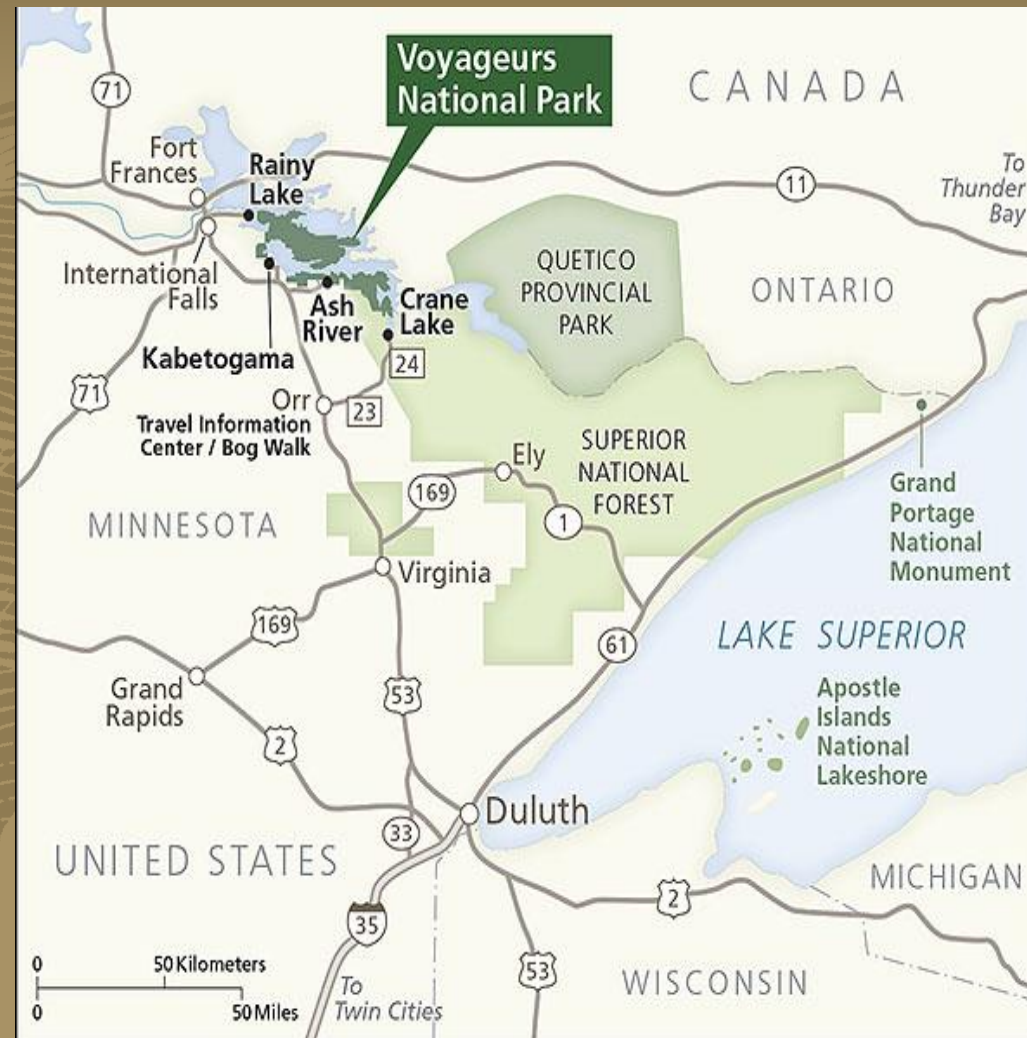 Voyageurs
National Park
CANADA
71
Fort
Frances
Rainy
Lake
11
To
Thunder
Bay
International
Falls
QUETICO
PROVINCIAL
PARK
ONTARIO
Ash
River
Crane
Lake
Kabetogama
24
71
Orr
23
Travel Information
Center / Bog Walk
Ely
SUPERIOR
NATIONAL
FOREST
169
1
Grand
Portage
National
Monument
MINNESOTA
Virginia
169
61
LAKE SUPERIOR
Grand
Rapids
53
Apostle
Islands
National
Lakeshore
2
Duluth
33
UNITED STATES
MICHIGAN
2
35
53
WISCONSIN
0 50 Kilometers
0 50 Miles
To
Twin Cities